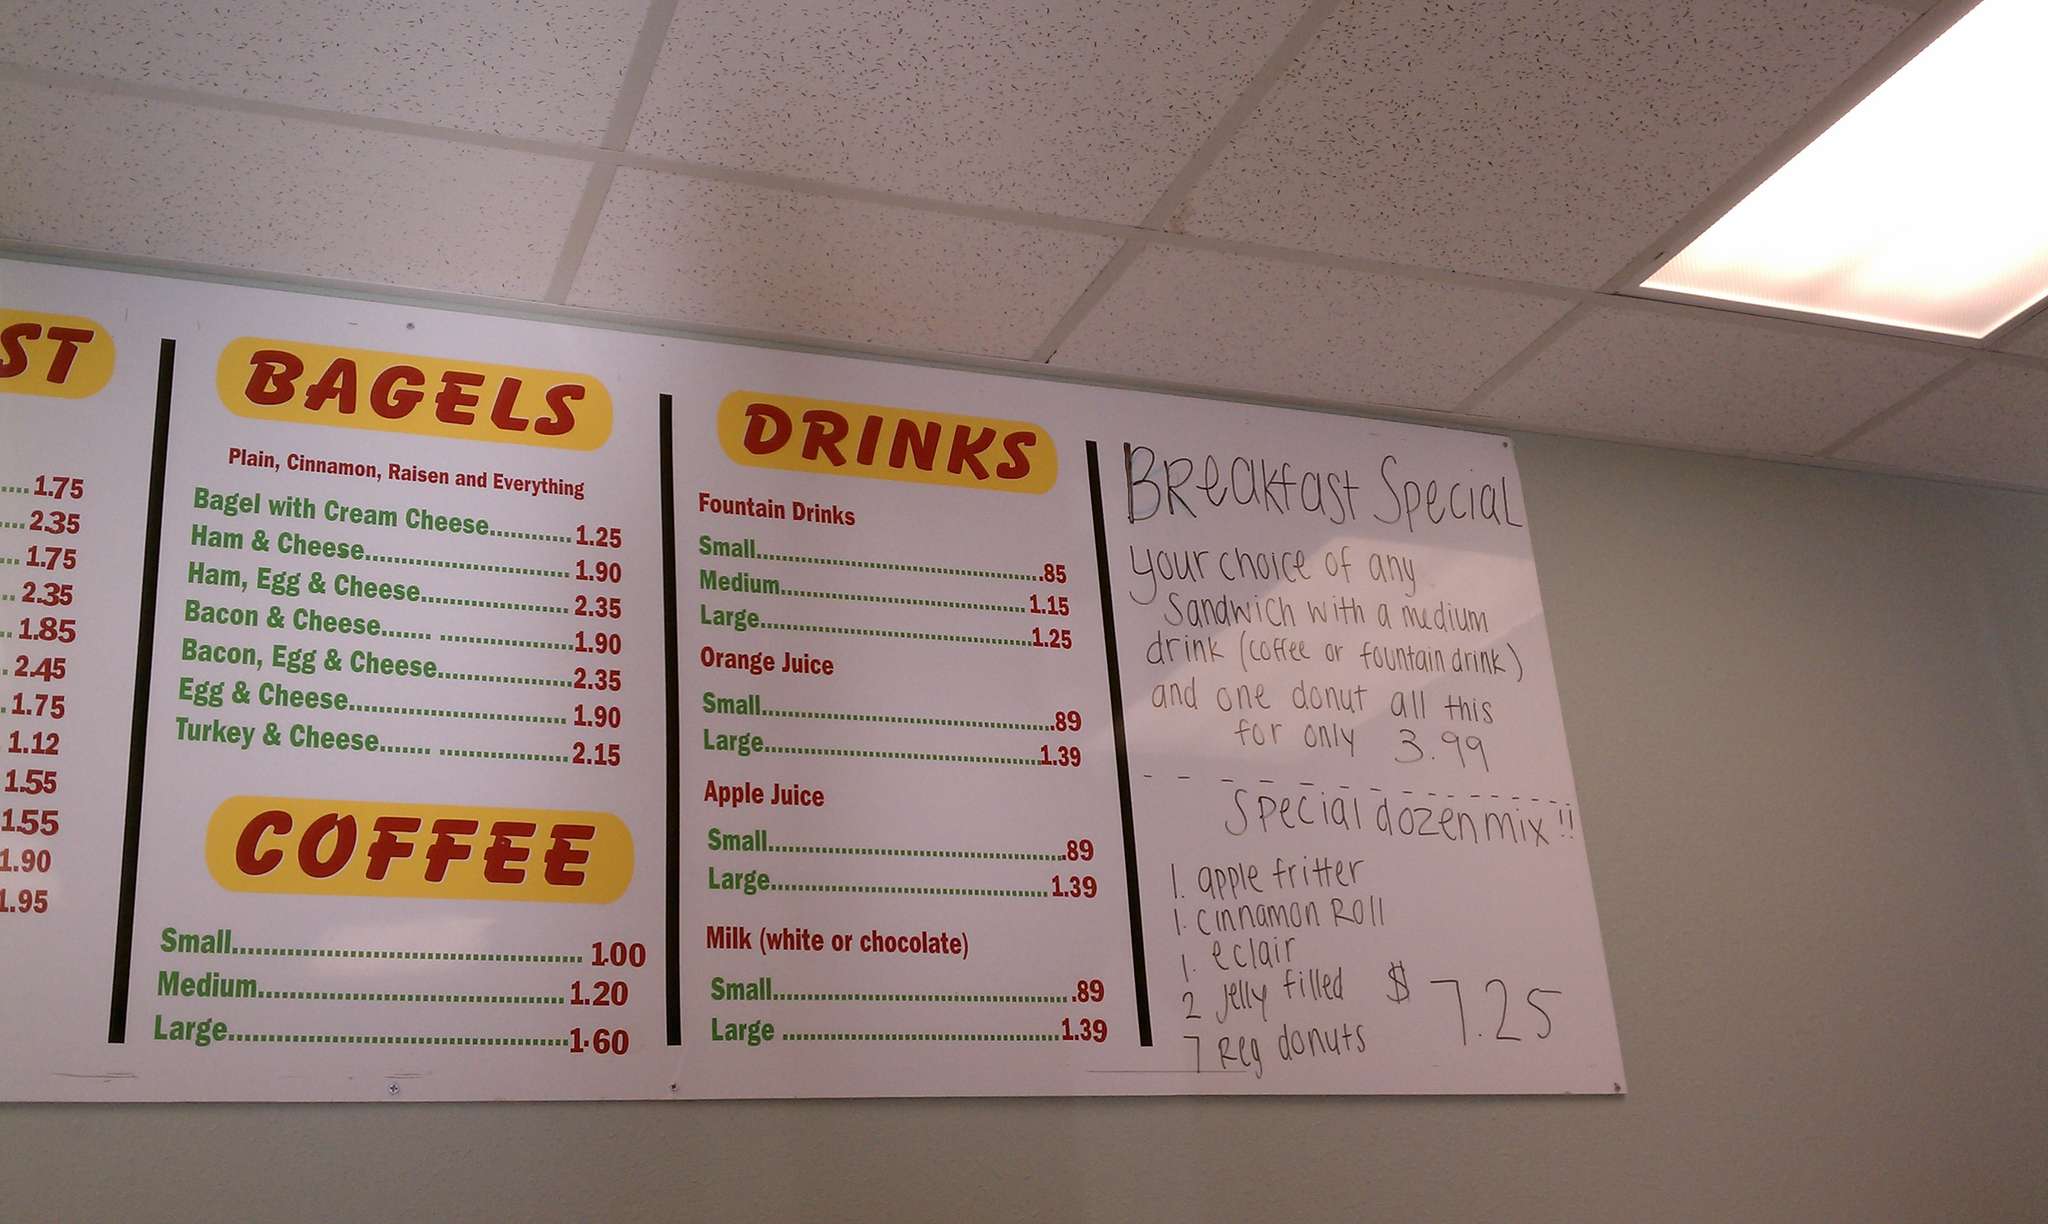 ST
1.75
2.35
1.75
2.35
1.85
2.45
1.75
1.12
1.55
1.55
1.90
1.95
BAGELS
Plain, Cinnamon, Raisen and Everything
Bagel with Cream Cheese............ 1.25
Ham & Cheese.............................. 1.90
Ham, Egg & Cheese...................... 2.35
Bacon & Cheese....... ...................1.90
Bacon, Egg & Cheese....................2.35
Egg & Cheese................................ 1.90
Turkey & Cheese....... ...................2.15
COFFEE
Small............................................. 1.00
Medium....................................... 1.20
Large............................................1.60
DRINKS
Fountain Drinks
Small............................................85
Medium..................................... 1.15
Large.........................................1.25
Orange Juice
Small............................................89
Large.........................................1.39
Apple Juice
Small............................................89
Large......................................... 1.39
Milk (white or chocolate)
Small........................................... .89
Large .........................................1.39
Breakfast Special
your choice of any
Sandwich with a medium
drink (coffee or fountain drink)
and one donut all this
for only 3.99
Special dozen mix!!
1. apple fritter
1. cinnamon Roll
1. eclair
2 jelly filled
7 Reg donuts
$ 7.25